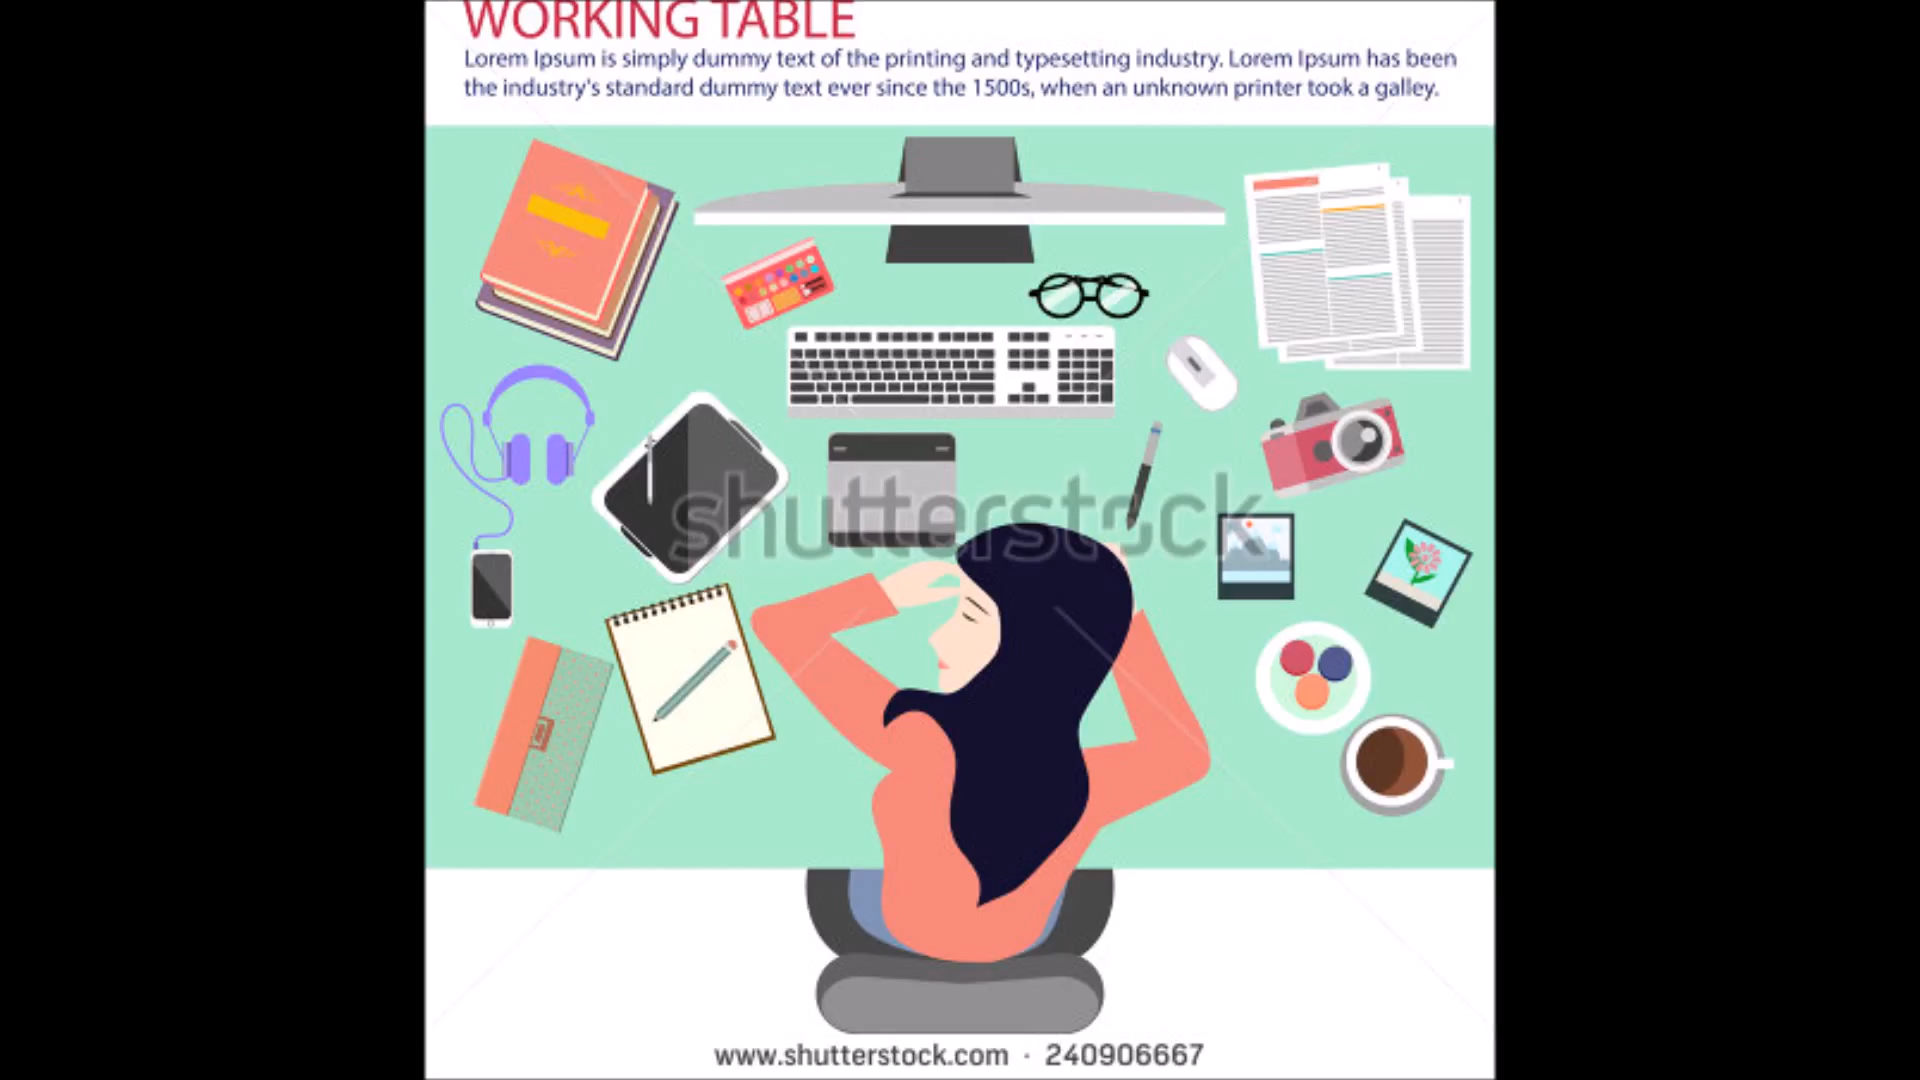 WORKING TABLE
Lorem Ipsum is simply dummy text of the printing and typesetting industry. Lorem Ipsum has been
the industry's standard dummy text ever since the 1500s, when an unknown printer took a galley.
shutterstock
www.shutterstock.com · 240906667